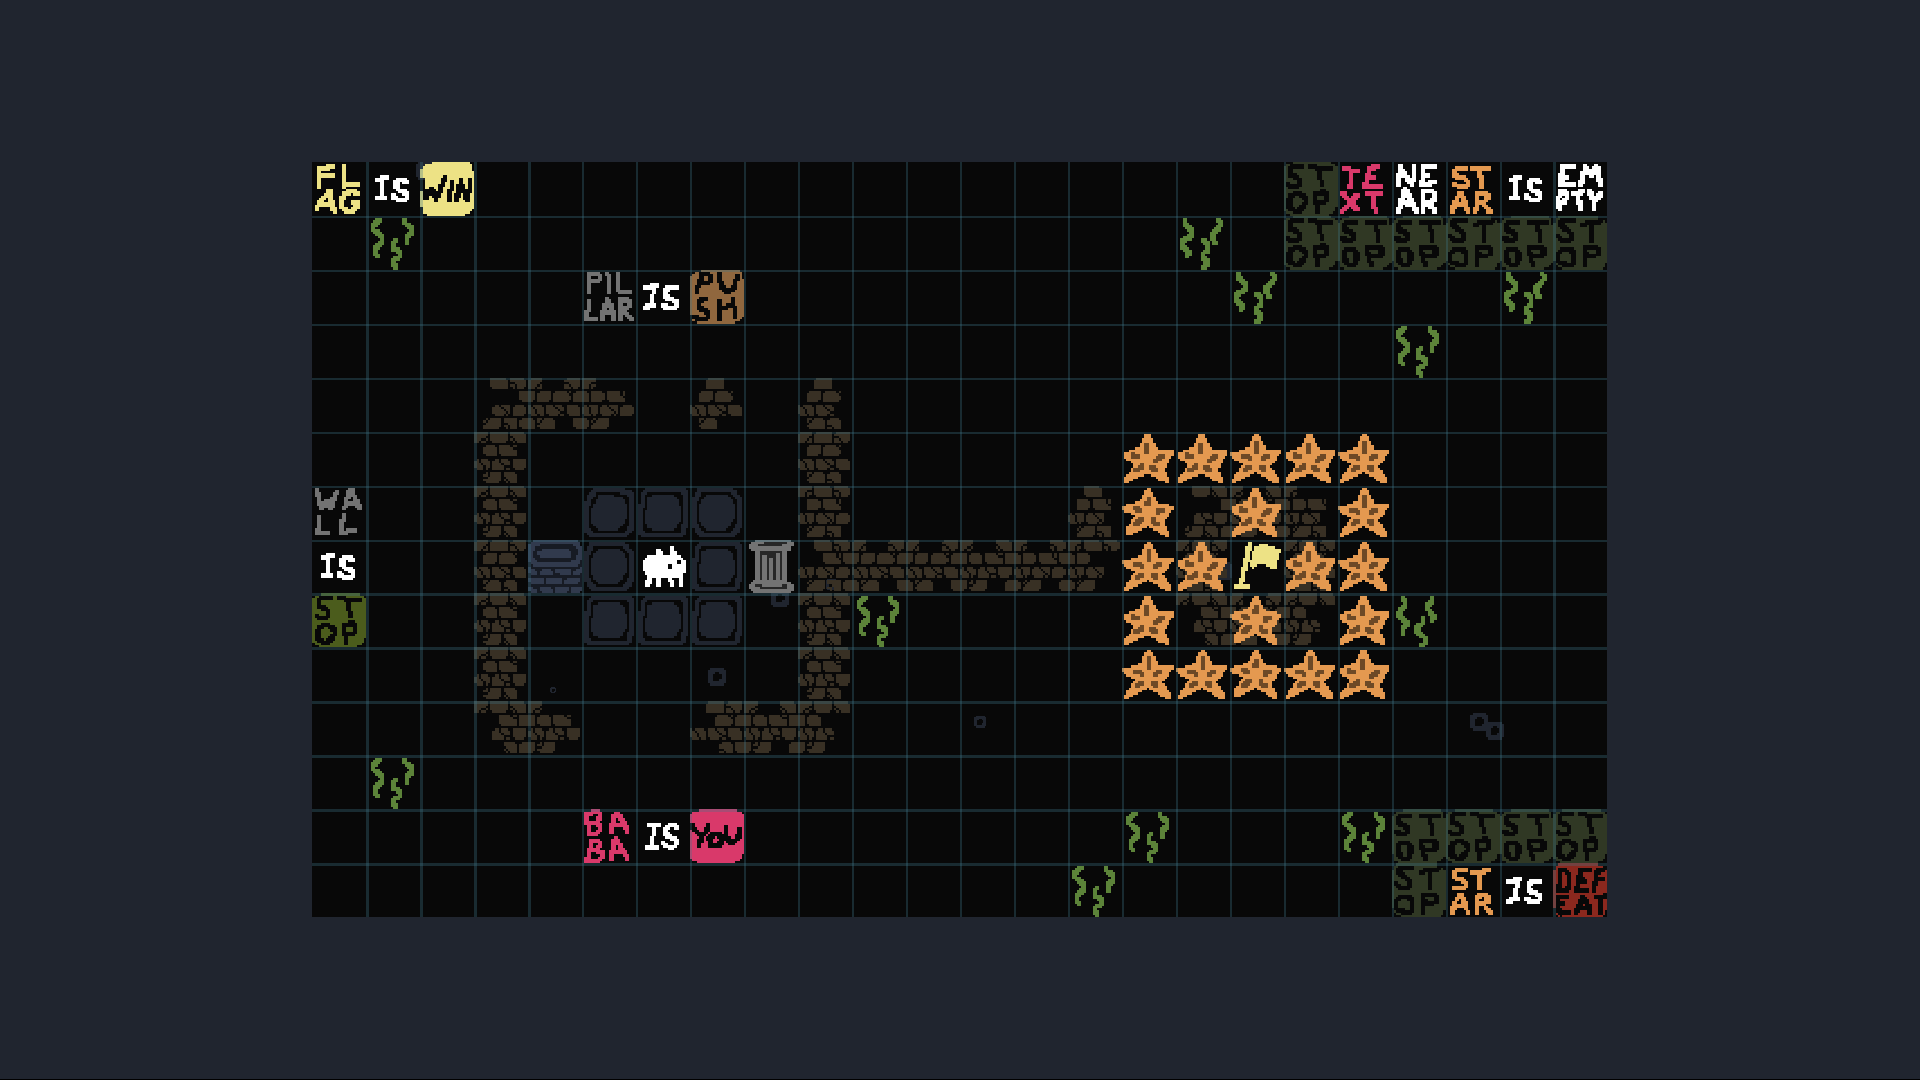 FLAG IS WIN
STOP TEXT NEAR STAR IS EMPTY
STOP STOP STOP STOP STOP STOP
PILLAR IS PUSH
WALL
IS
STOP
BABA IS YOU
STOP STOP STOP STOP
STOP STAR IS DEFEAT